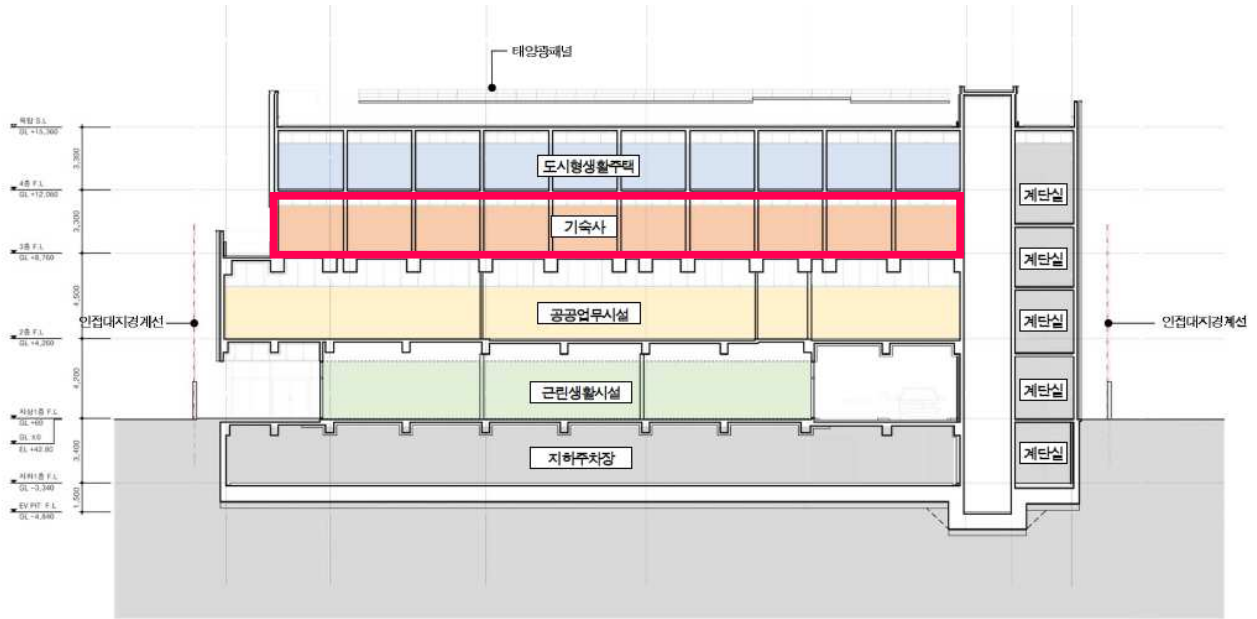 태양광패널
옥탑 S.L
GL +15,360
3,300
도시형생활주택
4층 F.L
GL +12,060
계단실
3,300
기숙사
3층 F.L
GL +8,760
계단실
4,500
공공업무시설
계단실
인접대지경계선
인접대지경계선
2층 F.L
GL +4,260
4,200
근린생활시설
계단실
지상1층 F.L
GL +60
GL ±0
EL +42.60
3,400
지하주차장
계단실
지하1층 F.L
GL -3,340
1,500
EV PIT F.L
GL -4,840